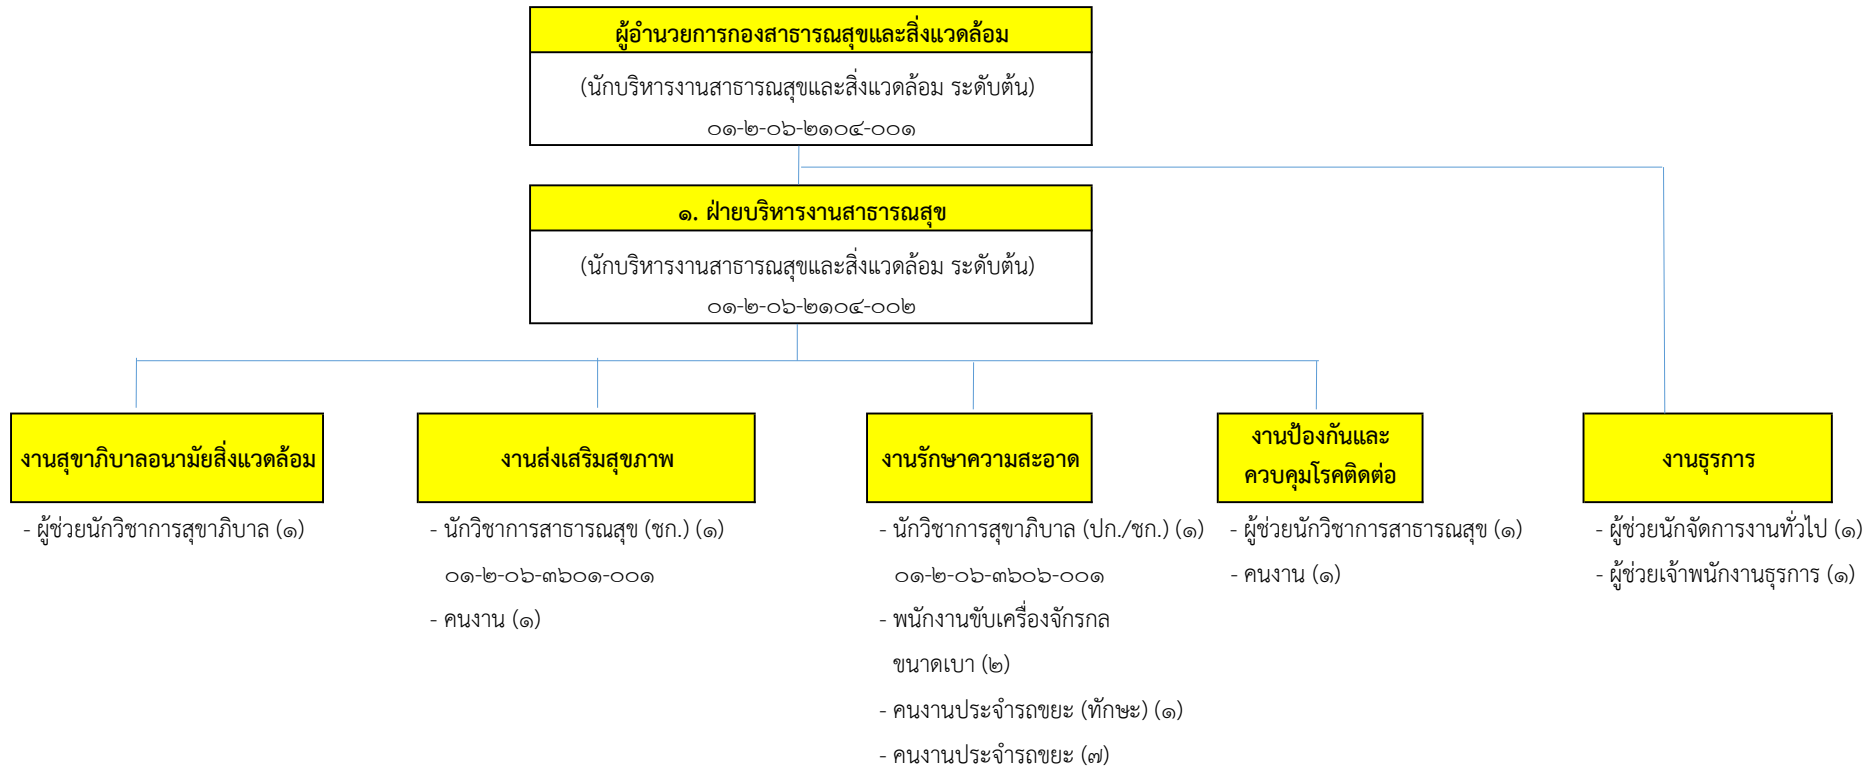 ผู้อำนวยการกองสาธารณสุขและสิ่งแวดล้อม
(นักบริหารงานสาธารณสุขและสิ่งแวดล้อม ระดับต้น)
๐๑-๒-๐๖-๒๑๐๔-๐๐๑
๑. ฝ่ายบริหารงานสาธารณสุข
(นักบริหารงานสาธารณสุขและสิ่งแวดล้อม ระดับต้น)
๐๑-๒-๐๖-๒๑๐๔-๐๐๒
งานสุขาภิบาลอนามัยสิ่งแวดล้อม
- ผู้ช่วยนักวิชาการสุขาภิบาล (๑)
งานส่งเสริมสุขภาพ
- นักวิชาการสาธารณสุข (ชก.) (๑)
๐๑-๒-๐๖-๓๖๐๑-๐๐๑
- คนงาน (๑)
งานรักษาความสะอาด
- นักวิชาการสุขาภิบาล (ปก./ชก.) (๑)
๐๑-๒-๐๖-๓๖๐๖-๐๐๑
- พนักงานขับเครื่องจักรกล
ขนาดเบา (๒)
- คนงานประจำรถขยะ (ทักษะ) (๑)
- คนงานประจำรถขยะ (๗)
งานป้องกันและ
ควบคุมโรคติดต่อ
- ผู้ช่วยนักวิชาการสาธารณสุข (๑)
- คนงาน (๑)
งานธุรการ
- ผู้ช่วยนักจัดการงานทั่วไป (๑)
- ผู้ช่วยเจ้าพนักงานธุรการ (๑)